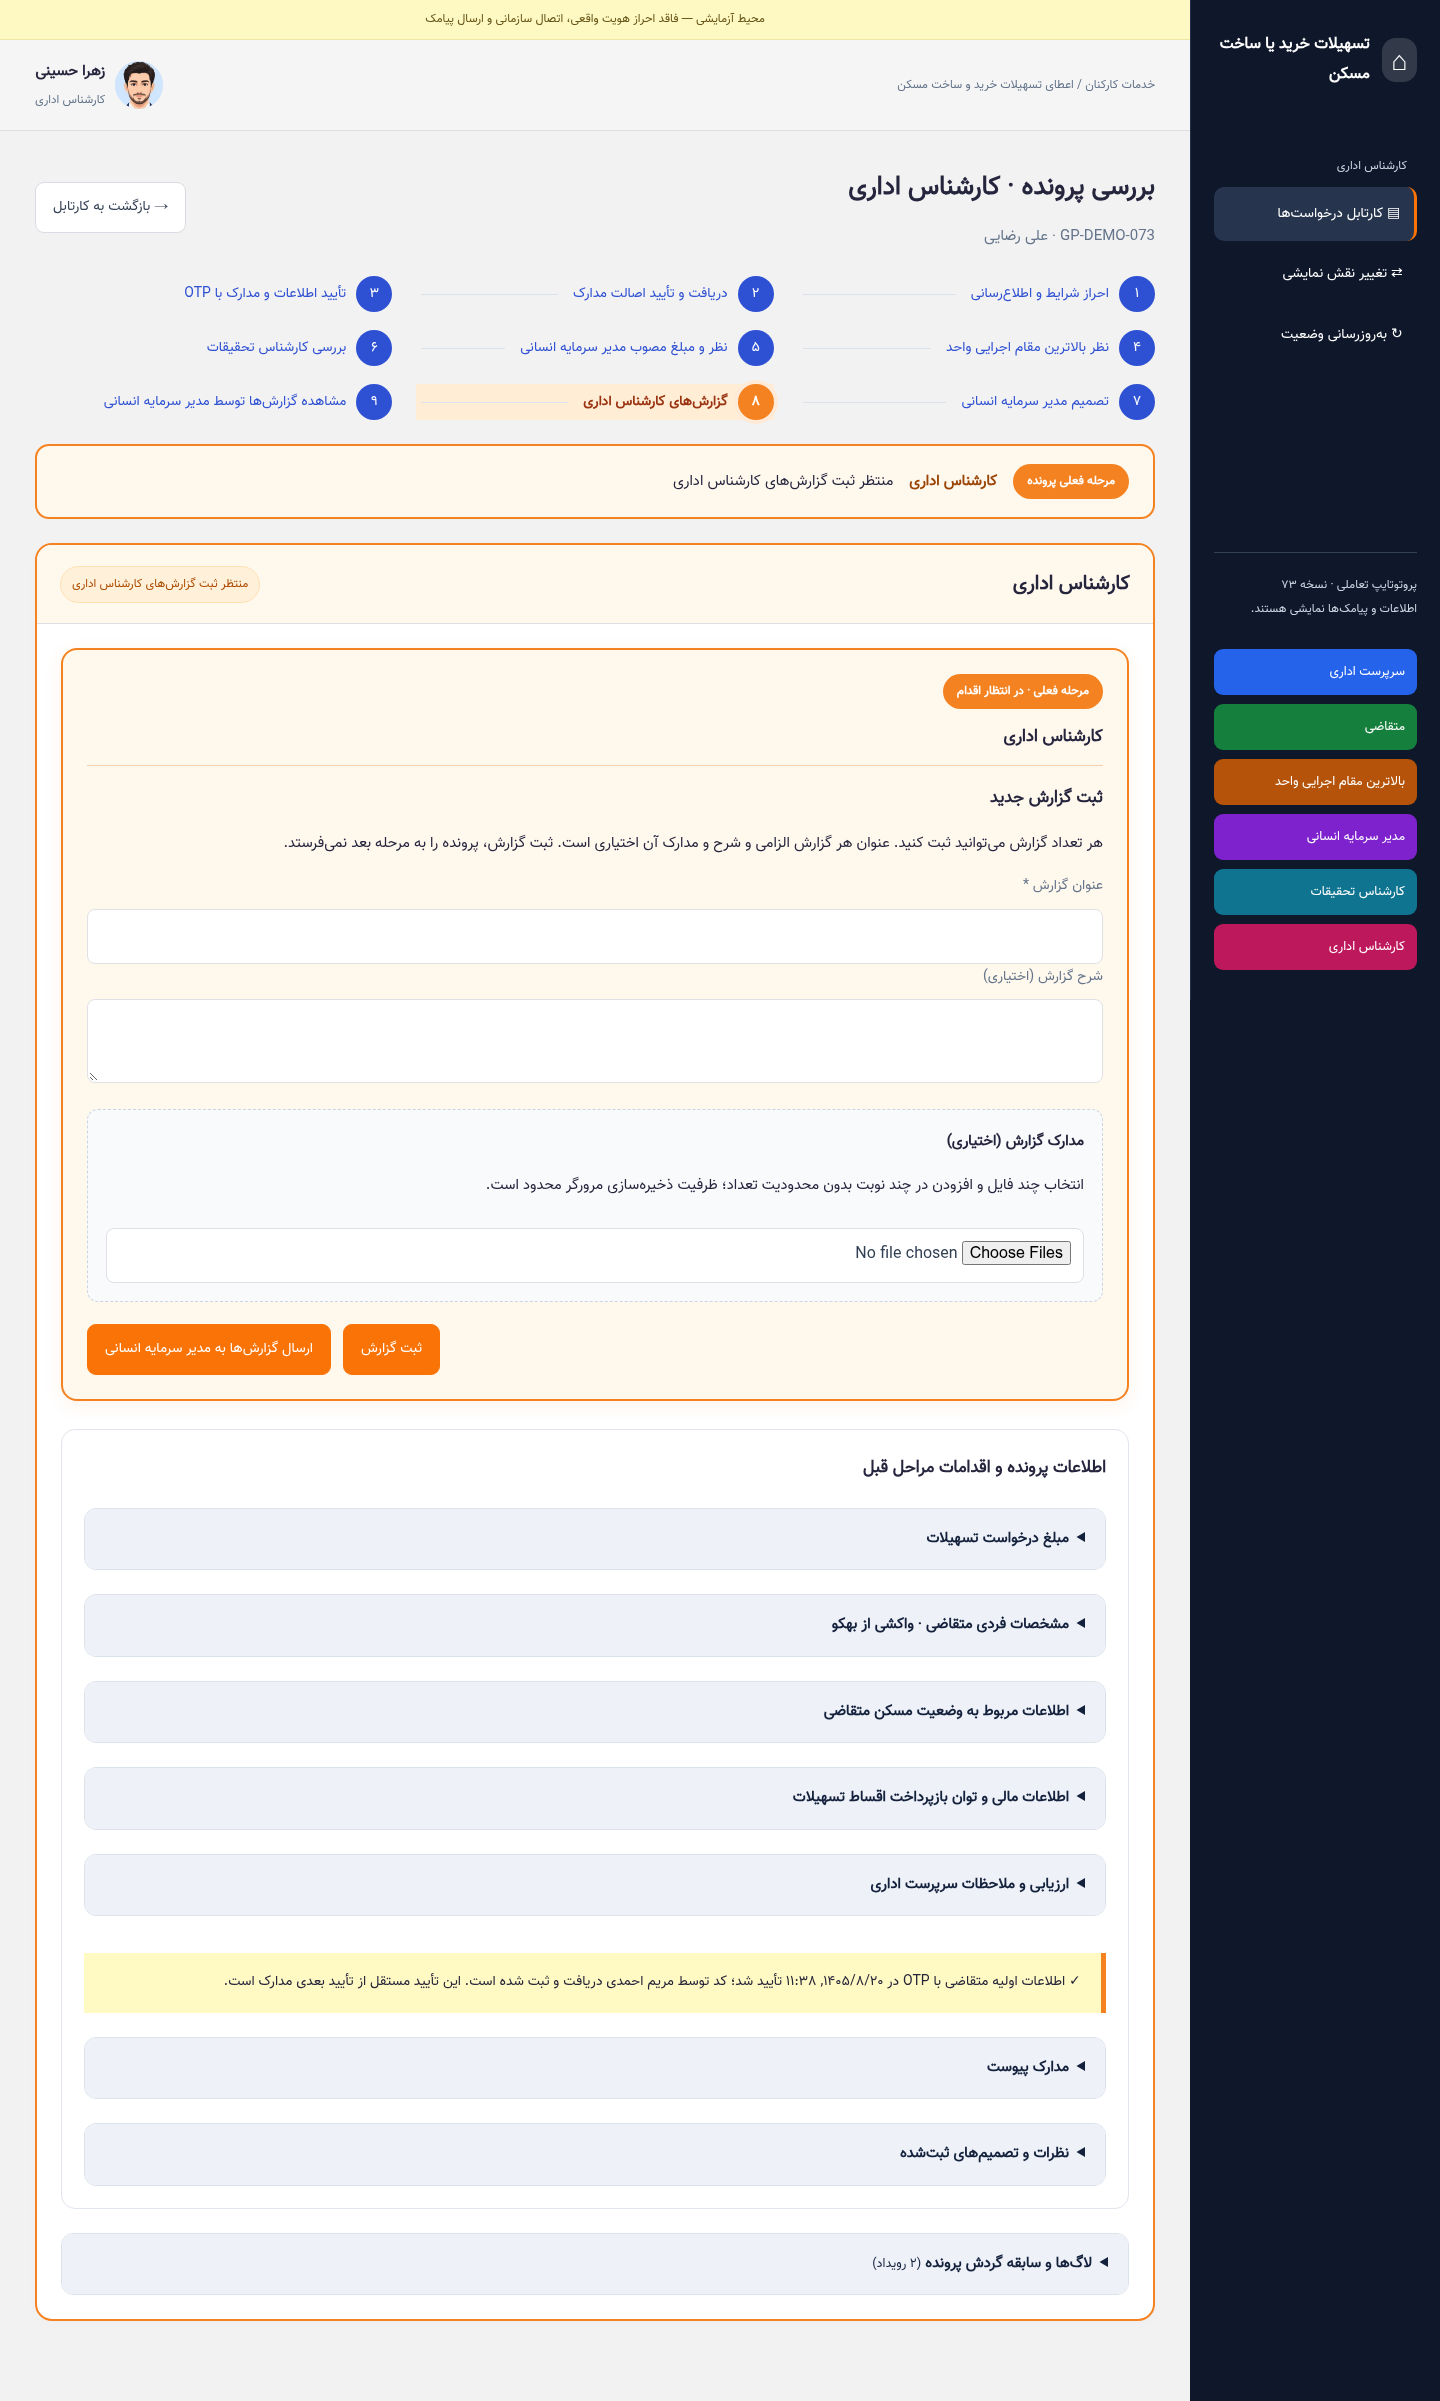 محیط آزمایشی — فاقد احراز هویت واقعی، اتصال سازمانی و ارسال پیامک
تسهیلات خرید یا ساخت
مسکن
کارشناس اداری
▤ کارتابل درخواست‌ها
⇄ تغییر نقش نمایشی
↻ به‌روزرسانی وضعیت
پروتوتایپ تعاملی · نسخه ۷۳
اطلاعات و پیامک‌ها نمایشی هستند.
سرپرست اداری
متقاضی
بالاترین مقام اجرایی واحد
مدیر سرمایه انسانی
کارشناس تحقیقات
کارشناس اداری
خدمات کارکنان / اعطای تسهیلات خرید و ساخت مسکن
زهرا حسینی
کارشناس اداری
بررسی پرونده · کارشناس اداری
GP-DEMO-073 · علی رضایی
→ بازگشت به کارتابل
۱ احراز شرایط و اطلاع‌رسانی
۲ دریافت و تأیید اصالت مدارک
۳ تأیید اطلاعات و مدارک با OTP
۴ نظر بالاترین مقام اجرایی واحد
۵ نظر و مبلغ مصوب مدیر سرمایه انسانی
۶ بررسی کارشناس تحقیقات
۷ تصمیم مدیر سرمایه انسانی
۸ گزارش‌های کارشناس اداری
۹ مشاهده گزارش‌ها توسط مدیر سرمایه انسانی
مرحله فعلی پرونده کارشناس اداری منتظر ثبت گزارش‌های کارشناس اداری
کارشناس اداری
منتظر ثبت گزارش‌های کارشناس اداری
مرحله فعلی · در انتظار اقدام
کارشناس اداری
ثبت گزارش جدید
هر تعداد گزارش می‌توانید ثبت کنید. عنوان هر گزارش الزامی و شرح و مدارک آن اختیاری است. ثبت گزارش، پرونده را به مرحله بعد نمی‌فرستد.
عنوان گزارش *
شرح گزارش (اختیاری)
مدارک گزارش (اختیاری)
انتخاب چند فایل و افزودن در چند نوبت بدون محدودیت تعداد؛ ظرفیت ذخیره‌سازی مرورگر محدود است.
Choose Files No file chosen
ثبت گزارش
ارسال گزارش‌ها به مدیر سرمایه انسانی
اطلاعات پرونده و اقدامات مراحل قبل
مبلغ درخواست تسهیلات
مشخصات فردی متقاضی · واکشی از بهکو
اطلاعات مربوط به وضعیت مسکن متقاضی
اطلاعات مالی و توان بازپرداخت اقساط تسهیلات
ارزیابی و ملاحظات سرپرست اداری
✓ اطلاعات اولیه متقاضی با OTP در ۱۴۰۵/۸/۲۰, ۱۱:۳۸ تأیید شد؛ کد توسط مریم احمدی دریافت و ثبت شده است. این تأیید مستقل از تأیید بعدی مدارک است.
مدارک پیوست
نظرات و تصمیم‌های ثبت‌شده
لاگ‌ها و سابقه گردش پرونده (۲ رویداد)